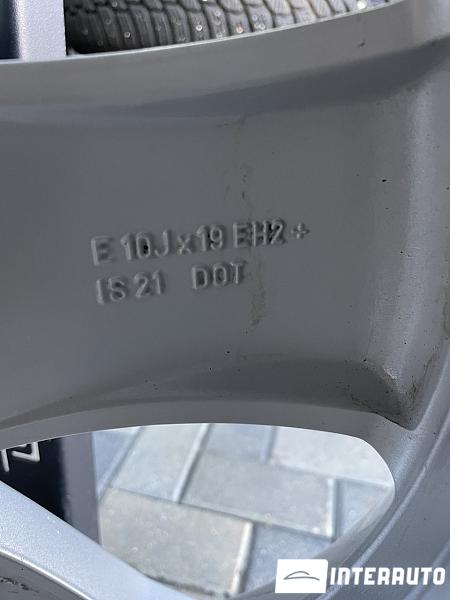 E 10J x 19 EH2 +
IS 21 DOT
INTERAUTO